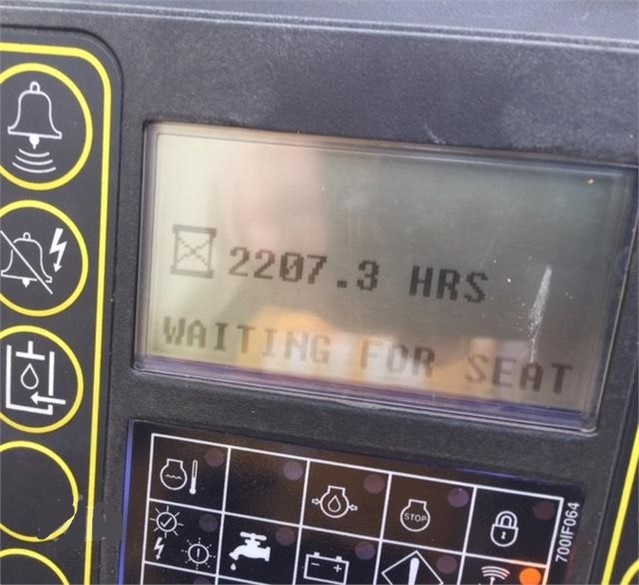 2207.3 HRS
WAITING FOR SEAT
STOP
700IF064